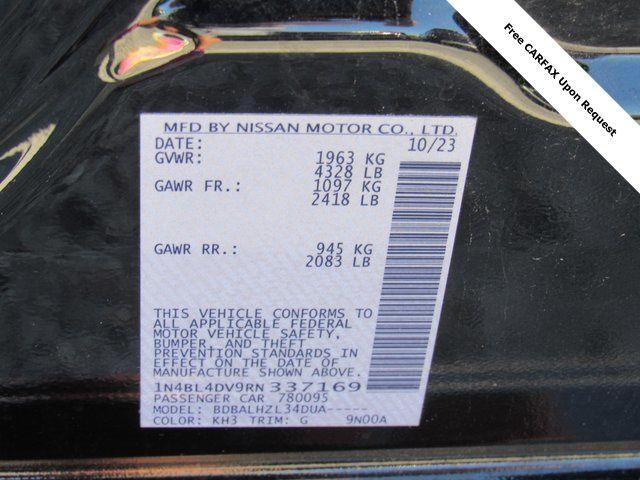 Free CARFAX Upon Request
MFD BY NISSAN MOTOR CO., LTD.
DATE: 10/23
GVWR: 1963 KG
4328 LB
GAWR FR.: 1097 KG
2418 LB
GAWR RR.: 945 KG
2083 LB
THIS VEHICLE CONFORMS TO
ALL APPLICABLE FEDERAL
MOTOR VEHICLE SAFETY,
BUMPER, AND THEFT
PREVENTION STANDARDS IN
EFFECT ON THE DATE OF
MANUFACTURE SHOWN ABOVE.
1N4BL4DV9RN337169
PASSENGER CAR 780095
MODEL: BDBALHZL34DUA-----
COLOR: KH3 TRIM: G 9N00A